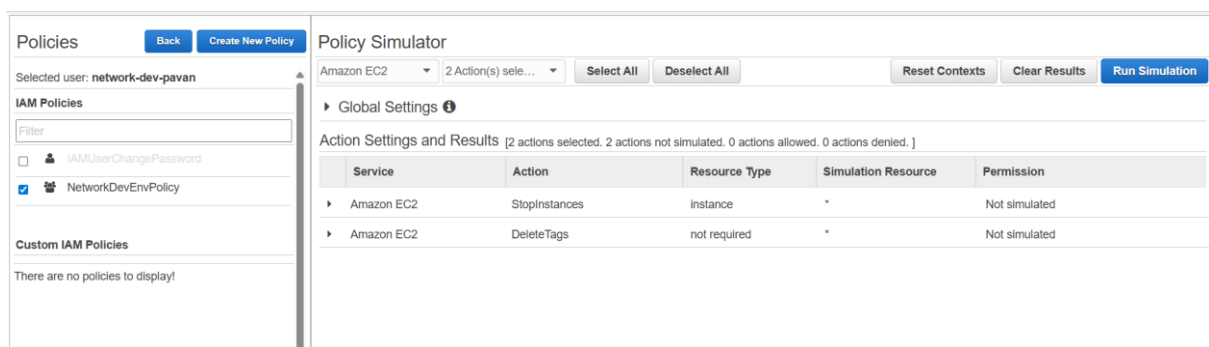 Policies Back Create New Policy
Selected user: network-dev-pavan
IAM Policies
Filter
IAMUserChangePassword
NetworkDevEnvPolicy
Custom IAM Policies
There are no policies to display!
Policy Simulator
Amazon EC2 2 Action(s) sele... Select All Deselect All Reset Contexts Clear Results Run Simulation
Global Settings
Action Settings and Results [2 actions selected. 2 actions not simulated. 0 actions allowed. 0 actions denied. ]
Service Action Resource Type Simulation Resource Permission
Amazon EC2 StopInstances instance * Not simulated
Amazon EC2 DeleteTags not required * Not simulated